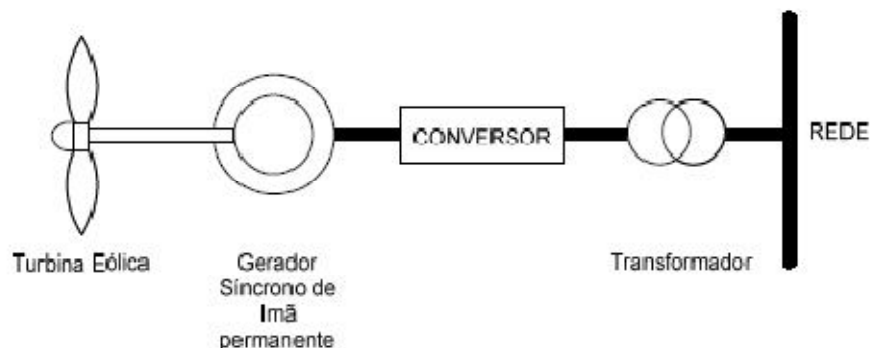 CONVERSOR
REDE
Turbina Eólica
Gerador
Síncrono de
Imã
permanente
Transformador